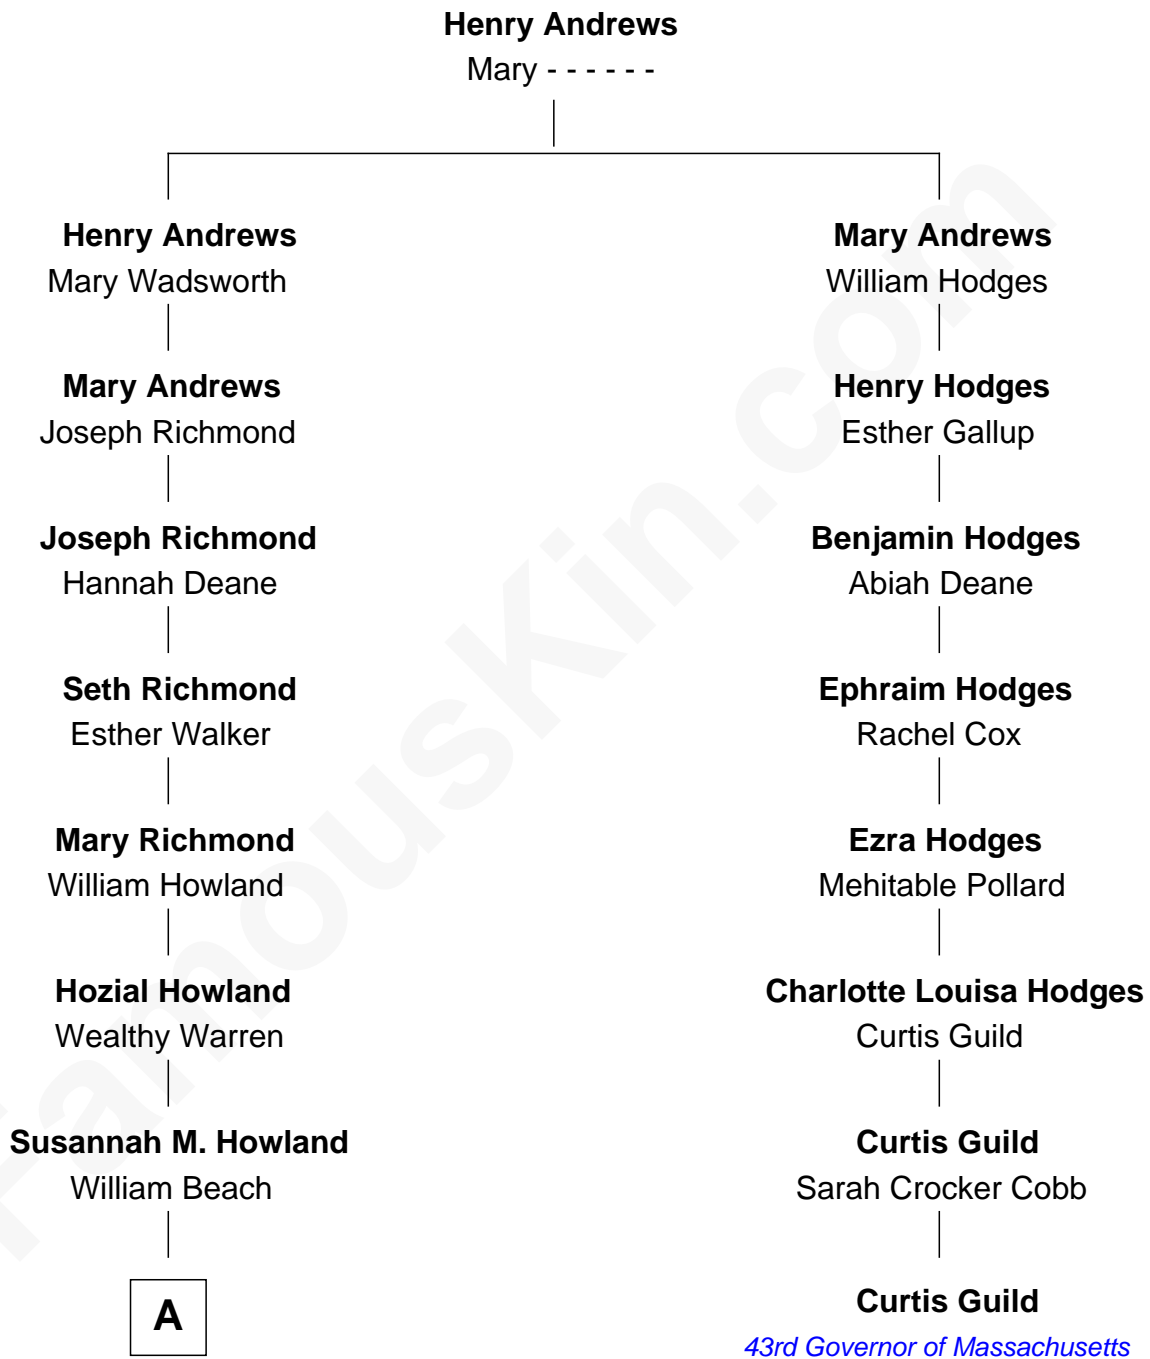 Henry Andrews
Mary - - - - - -
Henry Andrews
Mary Wadsworth
Mary Andrews
William Hodges
Mary Andrews
Joseph Richmond
Henry Hodges
Esther Gallup
Joseph Richmond
Hannah Deane
Benjamin Hodges
Abiah Deane
Seth Richmond
Esther Walker
Ephraim Hodges
Rachel Cox
Mary Richmond
William Howland
Ezra Hodges
Mehitable Pollard
Hozial Howland
Wealthy Warren
Charlotte Louisa Hodges
Curtis Guild
Susannah M. Howland
William Beach
Curtis Guild
Sarah Crocker Cobb
A
Curtis Guild
43rd Governor of Massachusetts
FamousKin.com